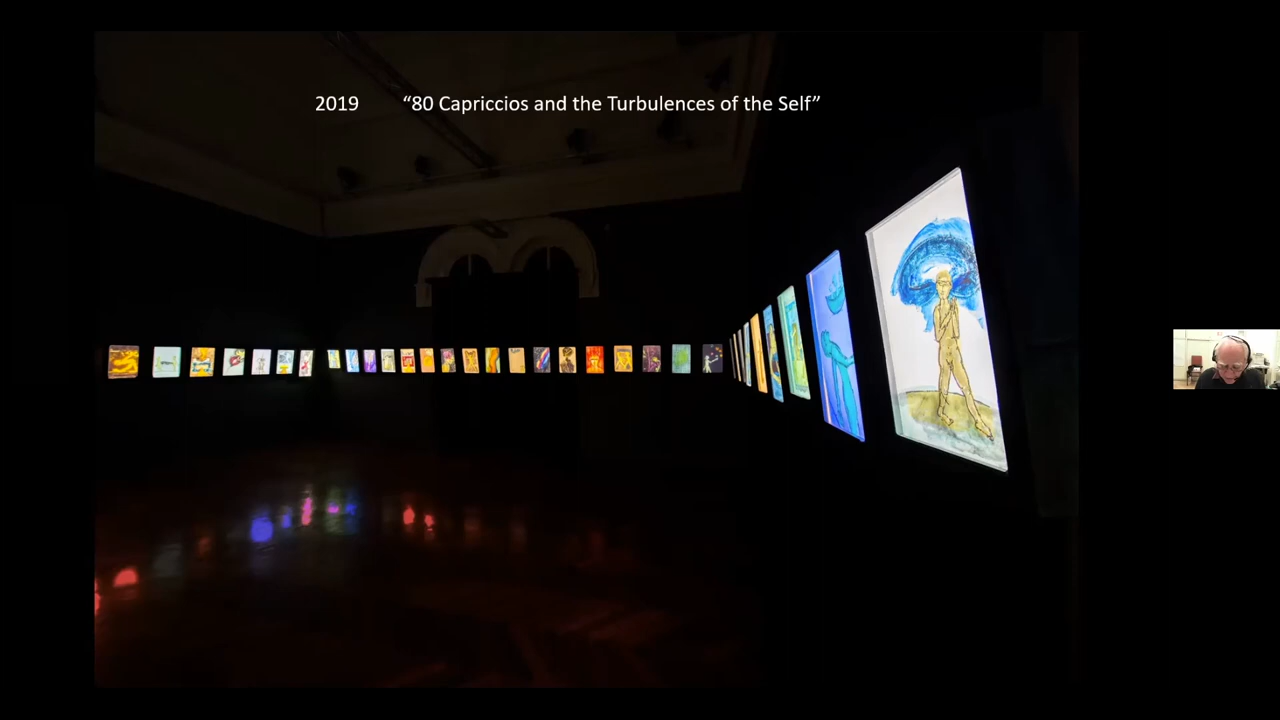 2019 “80 Capriccios and the Turbulences of the Self”